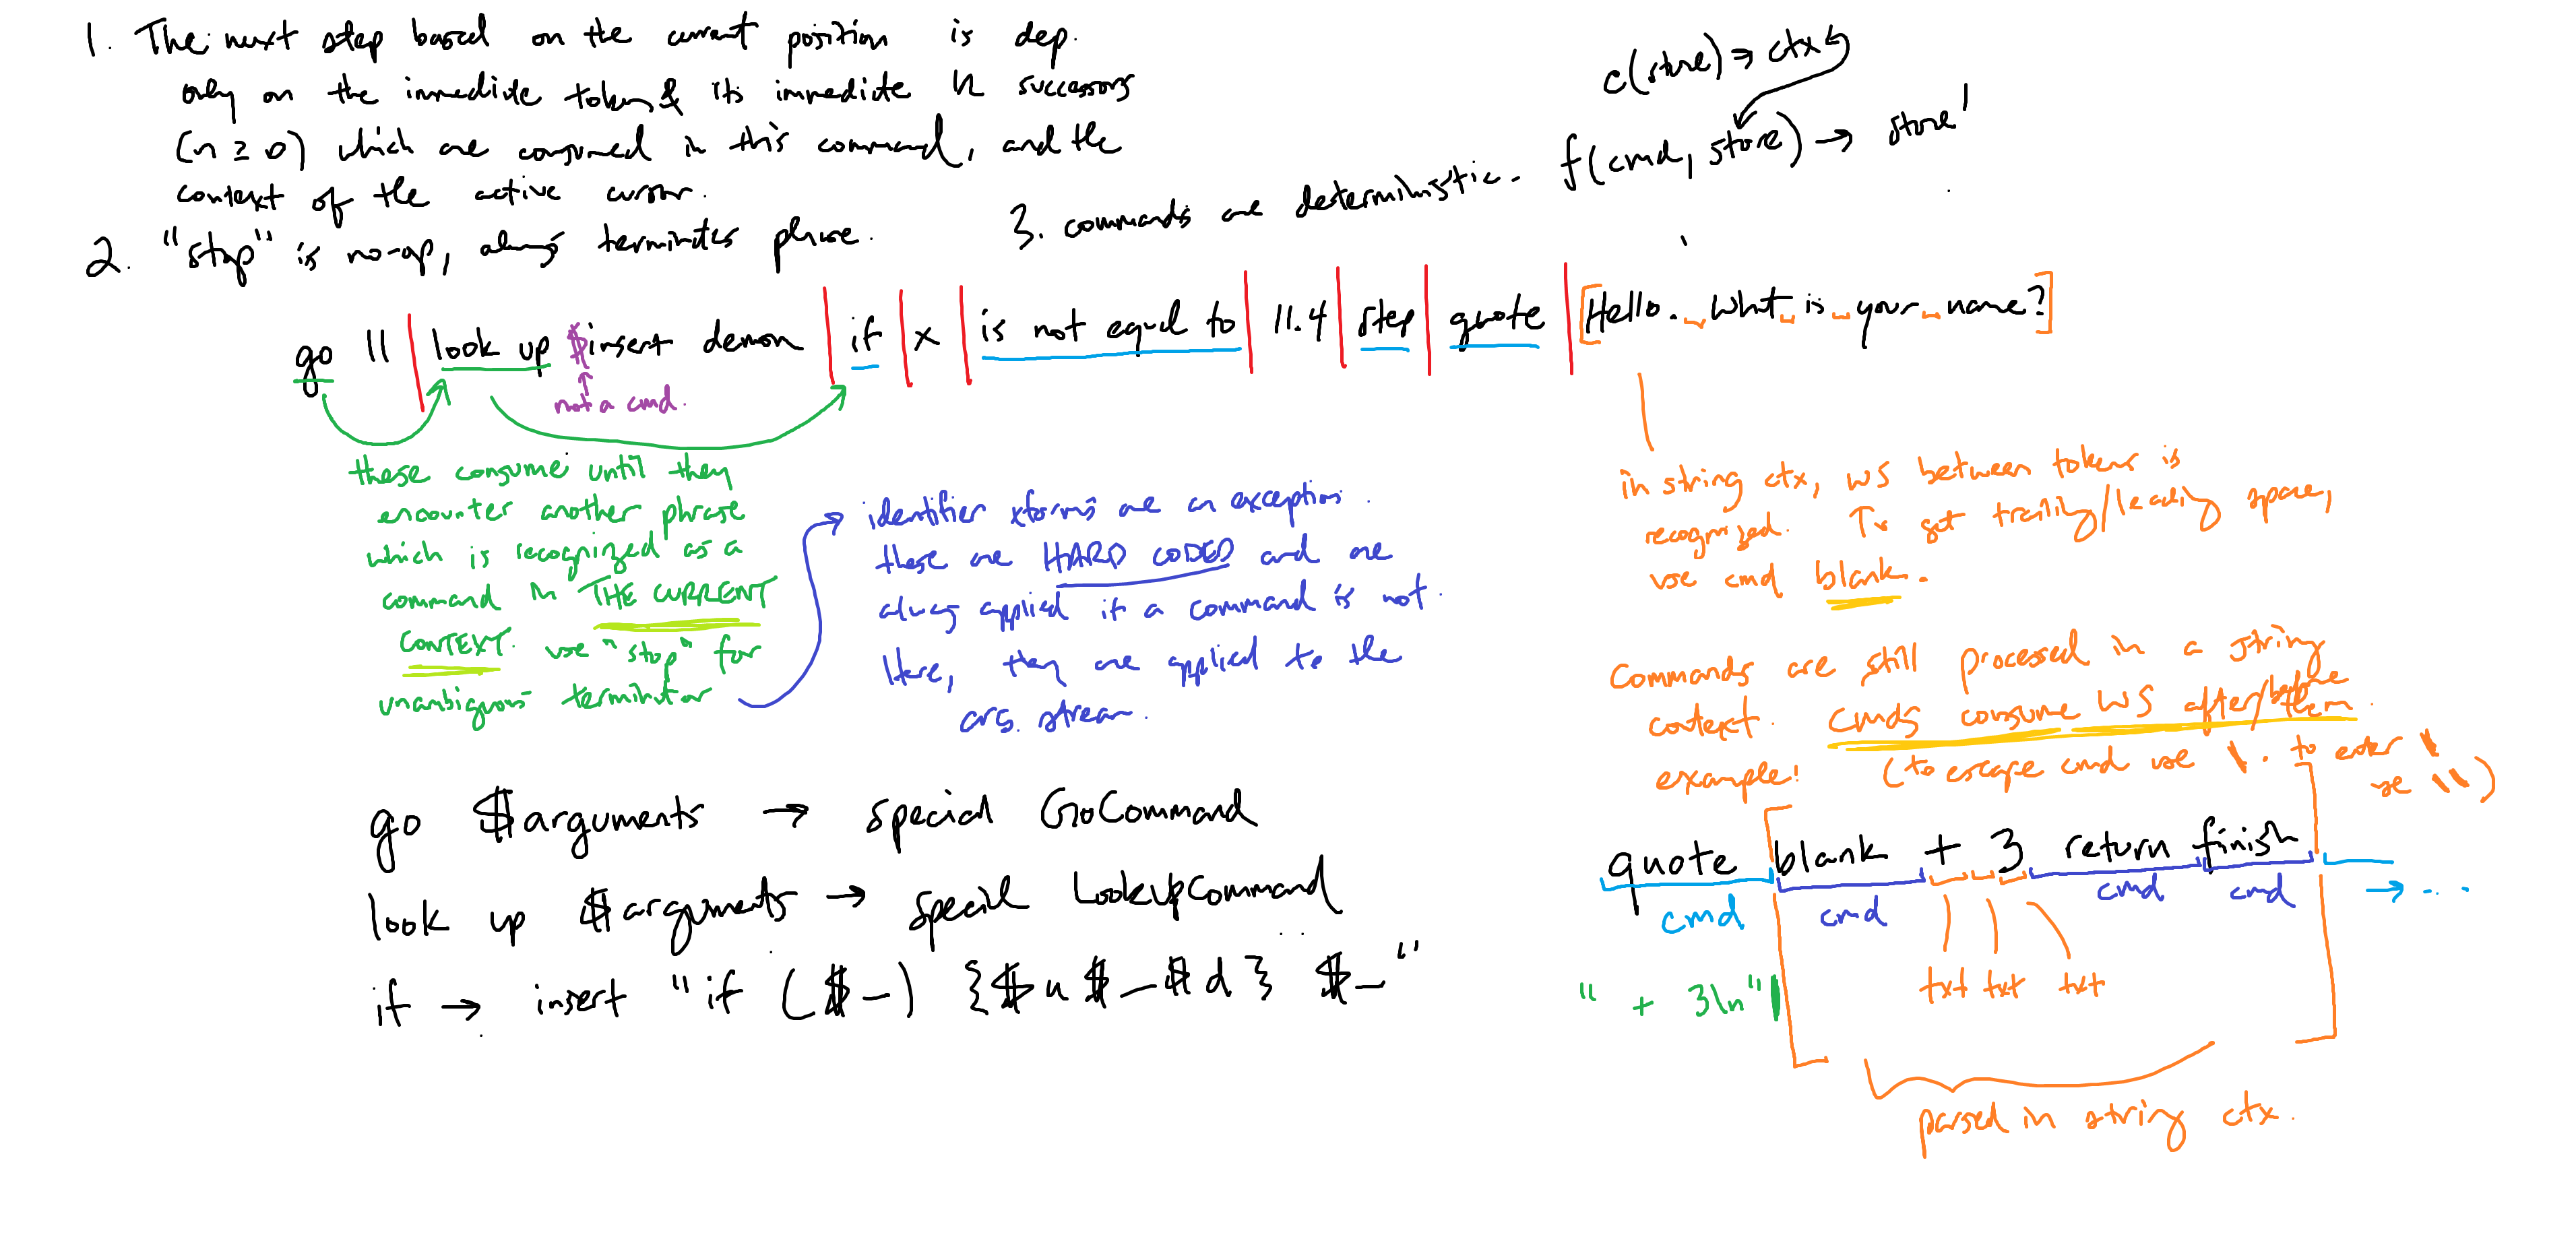 1. The next step based on the current position is dep.
only on the immediate token & its immediate n successors
(n ≥ 0) which are consumed in this command, and the
context of the active cursor.
2. "stop" is no-op, always terminates phrase.
3. commands are deterministic. f(cmd, store) → store'
c(store) → ctx
go 11 | look up $insert demon | if | x | is not equal to | 11.4 | step | quote | [Hello. What is your name?]
not a cmd.
these consume until they
encounter another phrase
which is recognized as a
command in THE CURRENT
CONTEXT. use "stop" for
unambiguous terminator
identifier xforms are an exception.
these are HARD CODED and are
always applied if a command is not.
Here, they are applied to the
arg. stream.
in string ctx, WS between tokens is
recognized. To get trailing/leading space,
use cmd blank.
Commands are still processed in a string
context. cmds consume WS after/before them.
example: (to escape cmd use \. to enter \
use \\)
go $arguments → special GoCommand
look up $arguments → special LookupCommand
if → insert "if ($_) {$u$_$d} $_"
quote blank + 3 return finish
cmd cmd cmd cmd → ...
txt txt txt
" + 3\n"|
parsed in string ctx.